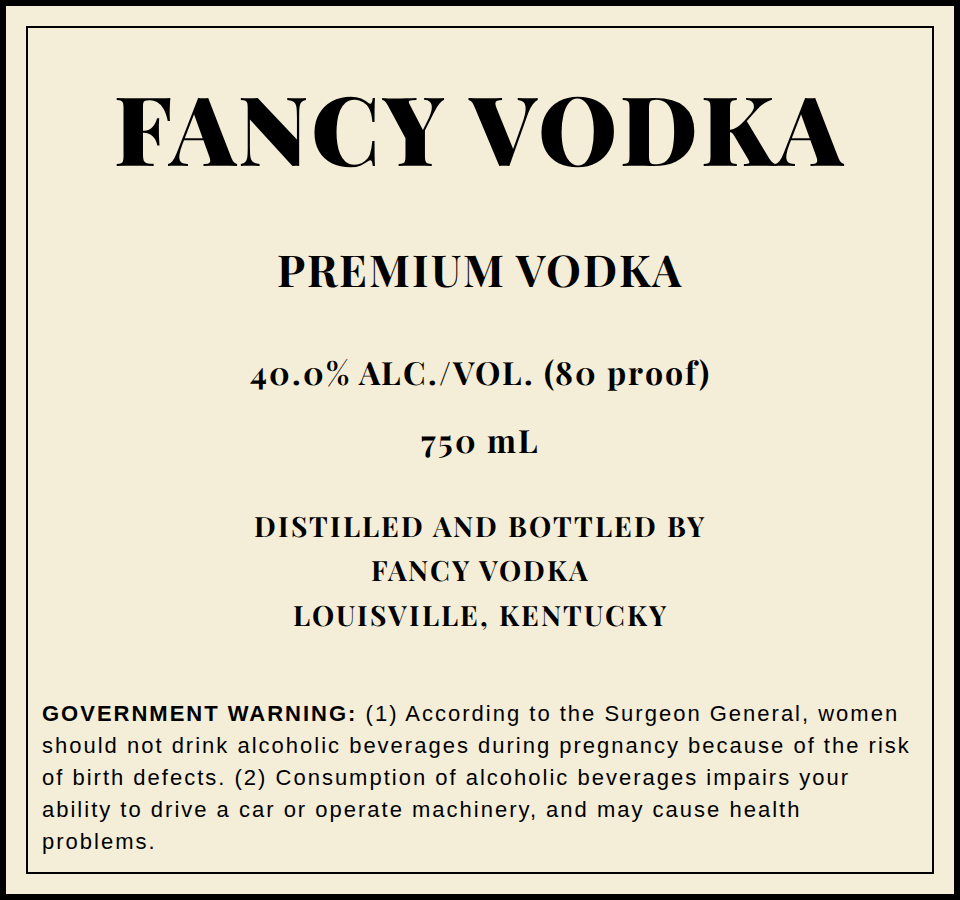 FANCY VODKA
PREMIUM VODKA
40.0% ALC./VOL. (80 proof)
750 mL
DISTILLED AND BOTTLED BY
FANCY VODKA
LOUISVILLE, KENTUCKY
GOVERNMENT WARNING: (1) According to the Surgeon General, women
should not drink alcoholic beverages during pregnancy because of the risk
of birth defects. (2) Consumption of alcoholic beverages impairs your
ability to drive a car or operate machinery, and may cause health
problems.